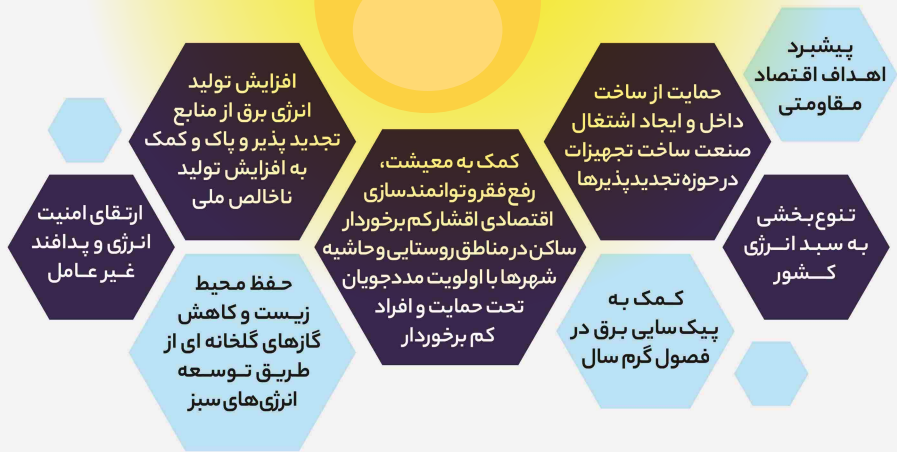 پیشبرد
اهداف اقتصاد
مقاومتی
حمایت از ساخت
داخل و ایجاد اشتغال
صنعت ساخت تجهیزات
در حوزه تجدیدپذیرها
تنوع‌بخشی
به سبد انرژی
کشور
کمک به
پیک سایی برق در
فصول گرم سال
کمک به معیشت،
رفع فقر و توانمندسازی
اقتصادی اقشار کم‌برخوردار
ساکن در مناطق روستایی و حاشیه
شهرها با اولویت مددجویان
تحت حمایت و افراد
کم برخوردار
افزایش تولید
انرژی برق از منابع
تجدید پذیر و پاک و کمک
به افزایش تولید
ناخالص ملی
حفظ محیط
زیست و کاهش
گازهای گلخانه ای از
طریق توسعه
انرژی‌های سبز
ارتقای امنیت
انرژی و پدافند
غیر عامل